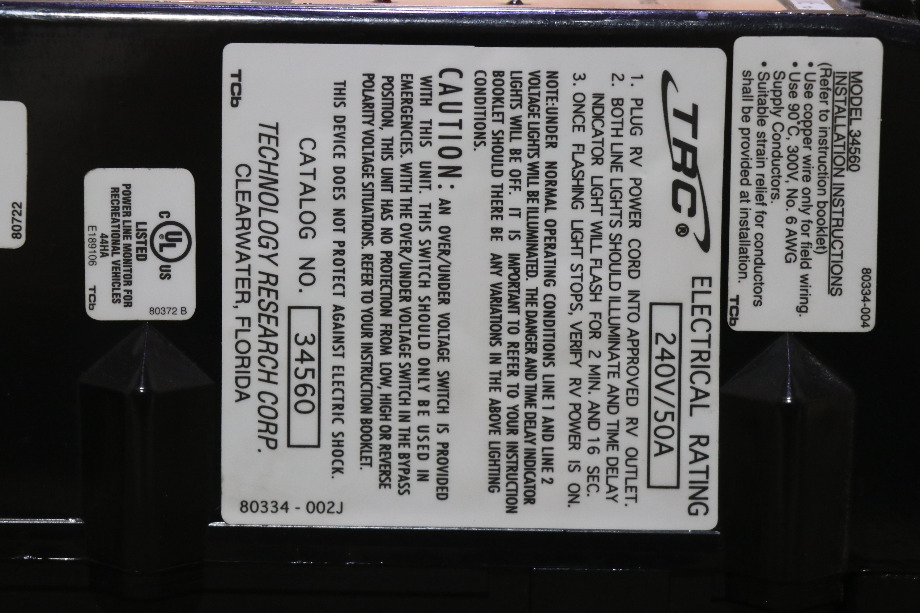 MODEL 34560
INSTALLATION INSTRUCTIONS
(Refer to instruction booklet)
• Use copper wire only for field wiring.
• Use 90°C, 300V, No. 6 AWG
Supply Conductors.
• Suitable strain relief for conductors
shall be provided at installation.
80334-004
TCb
TRC® ELECTRICAL RATING
240V/50A
1. PLUG RV POWER CORD INTO APPROVED RV OUTLET.
2. BOTH LINE LIGHTS SHOULD ILLUMINATE AND TIME DELAY
INDICATOR LIGHT WILL FLASH FOR 2 MIN. AND 16 SEC.
3. ONCE FLASHING LIGHT STOPS, VERIFY RV POWER IS ON.
NOTE:UNDER NORMAL OPERATING CONDITIONS LINE 1 AND LINE 2
VOLTAGE LIGHTS WILL BE ILLUMINATED. THE DANGER AND TIME DELAY INDICATOR
LIGHTS WILL BE OFF. IT IS IMPORTANT TO REFER TO YOUR INSTRUCTION
BOOKLET SHOULD THERE BE ANY VARIATIONS IN THE ABOVE LIGHTING
CONDITIONS.
CAUTION: AN OVER/UNDER VOLTAGE SWITCH IS PROVIDED
WITH THIS UNIT. THIS SWITCH SHOULD ONLY BE USED IN
EMERGENCIES. WITH THE OVER/UNDER VOLTAGE SWITCH IN THE BYPASS
POSITION, THIS UNIT HAS NO PROTECTION FROM LOW, HIGH OR REVERSE
POLARITY VOLTAGE SITUATIONS. REFER TO YOUR INSTRUCTION BOOKLET.
THIS DEVICE DOES NOT PROTECT AGAINST ELECTRIC SHOCK.
CATALOG NO. 34560
TECHNOLOGY RESEARCH CORP.
CLEARWATER, FLORIDA
TCb
80334 - 002J
C UL US
LISTED
44HA
POWER LINE MONITOR FOR
RECREATIONAL VEHICLES
E189106
TCb
80372 B
80722